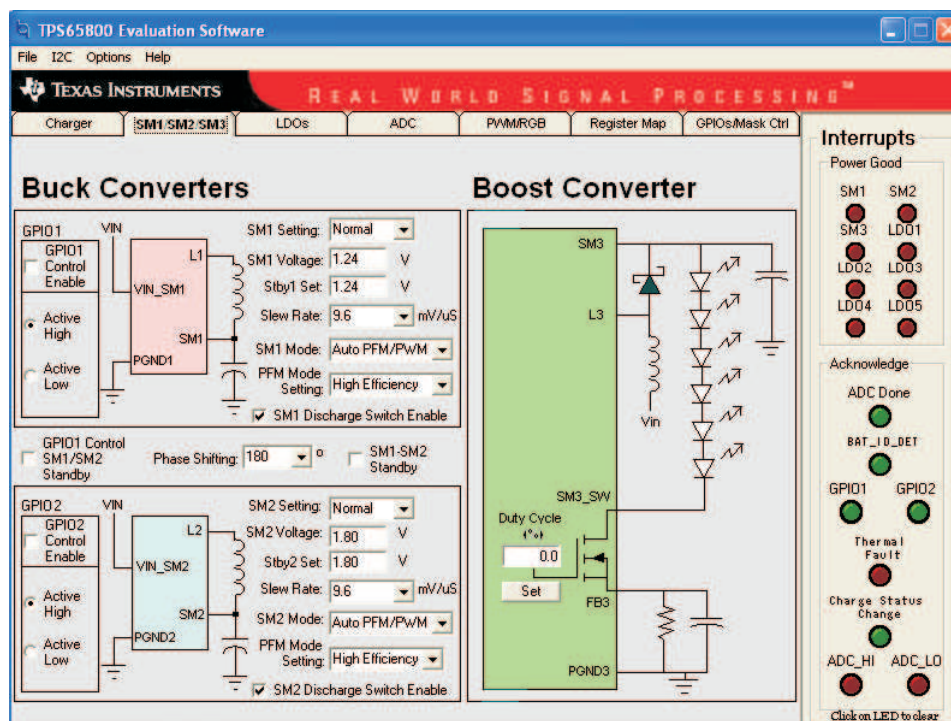 TPS65800 Evaluation Software
File I2C Options Help
TEXAS INSTRUMENTS
REAL WORLD SIGNAL PROCESSING™
Charger SM1/SM2/SM3 LDOs ADC PWM/RGB Register Map GPIOs/Mask Ctrl
Buck Converters
GPIO1
GPIO1
Control
Enable
Active
High
Active
Low
VIN
L1
VIN_SM1
SM1
PGND1
SM1 Setting: Normal
SM1 Voltage: 1.24 V
Stby1 Set: 1.24 V
Slew Rate: 9.6 mV/uS
SM1 Mode: Auto PFM/PWM
PFM Mode
Setting: High Efficiency
SM1 Discharge Switch Enable
GPIO1 Control
SM1/SM2
Standby
Phase Shifting: 180 °
SM1-SM2
Standby
GPIO2
GPIO2
Control
Enable
Active
High
Active
Low
VIN
L2
VIN_SM2
SM2
PGND2
SM2 Setting: Normal
SM2 Voltage: 1.80 V
Stby2 Set: 1.80 V
Slew Rate: 9.6 mV/uS
SM2 Mode: Auto PFM/PWM
PFM Mode
Setting: High Efficiency
SM2 Discharge Switch Enable
Boost Converter
SM3
L3
Vin
SM3_SW
Duty Cycle
(%)
0.0
Set
FB3
PGND3
Interrupts
Power Good
SM1 SM2
SM3 LDO1
LDO2 LDO3
LDO4 LDO5
Acknowledge
ADC Done
BAT_ID_DET
GPIO1 GPIO2
Thermal
Fault
Charge Status
Change
ADC_HI ADC_LO
Click on LED to clear